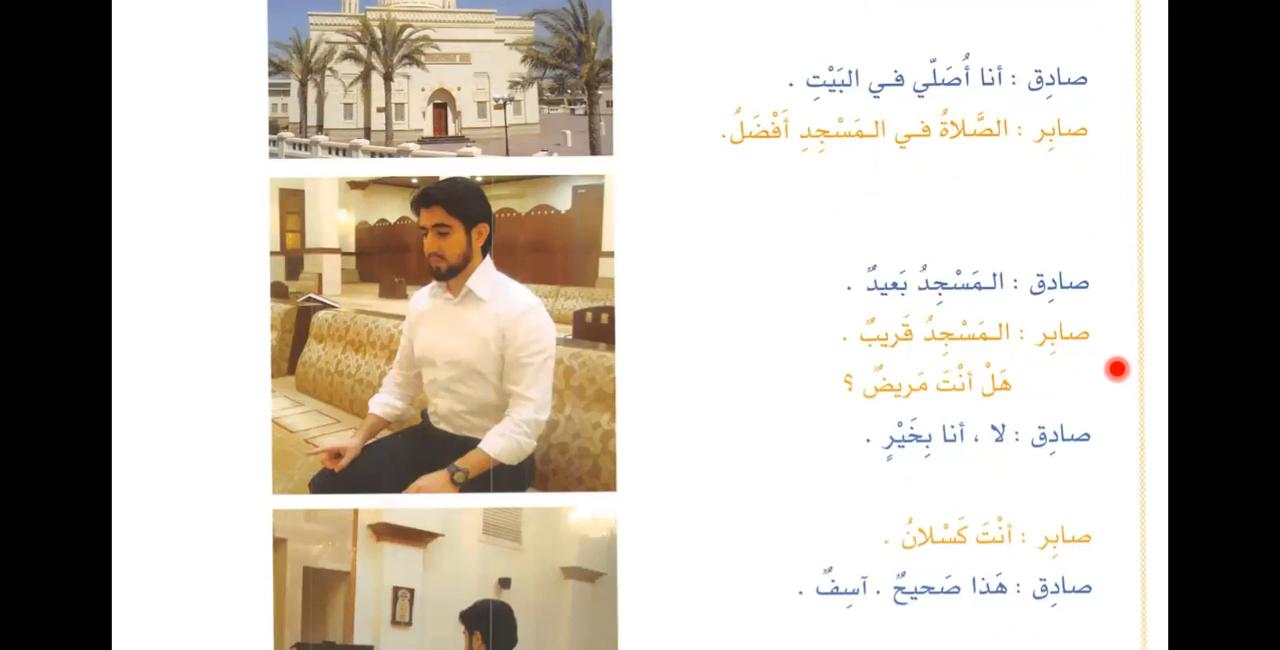 صادِق : أنا أُصَلّي في البَيْتِ .
صابِر : الصَّلاةُ في المَسْجِدِ أَفْضَلُ.
صادِق : المَسْجِدُ بَعيدٌ .
صابِر : المَسْجِدُ قَريبٌ .
هَلْ أنْتَ مَريضٌ ؟
صادِق : لا ، أنا بِخَيْرٍ .
صابِر : أنْتَ كَسْلانُ .
صادِق : هَذا صَحيحٌ . آسِفٌ .